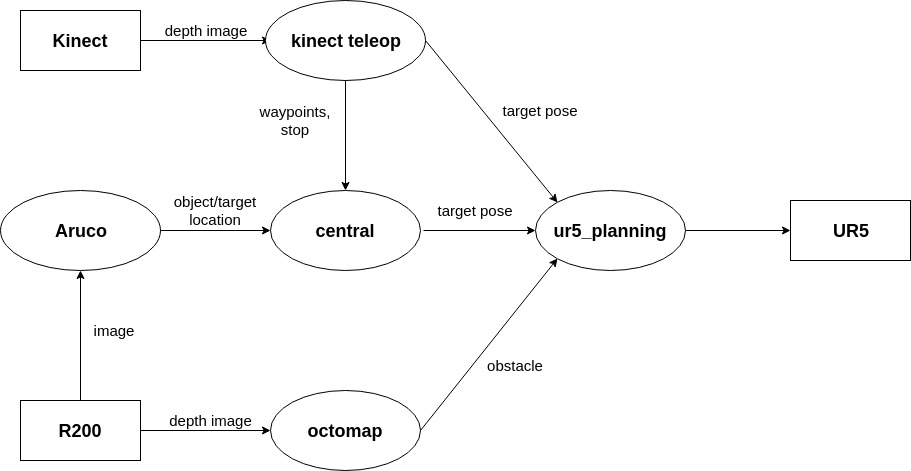 Kinect
depth image
kinect teleop
waypoints,
stop
target pose
Aruco
object/target
location
central
target pose
ur5_planning
UR5
image
obstacle
R200
depth image
octomap